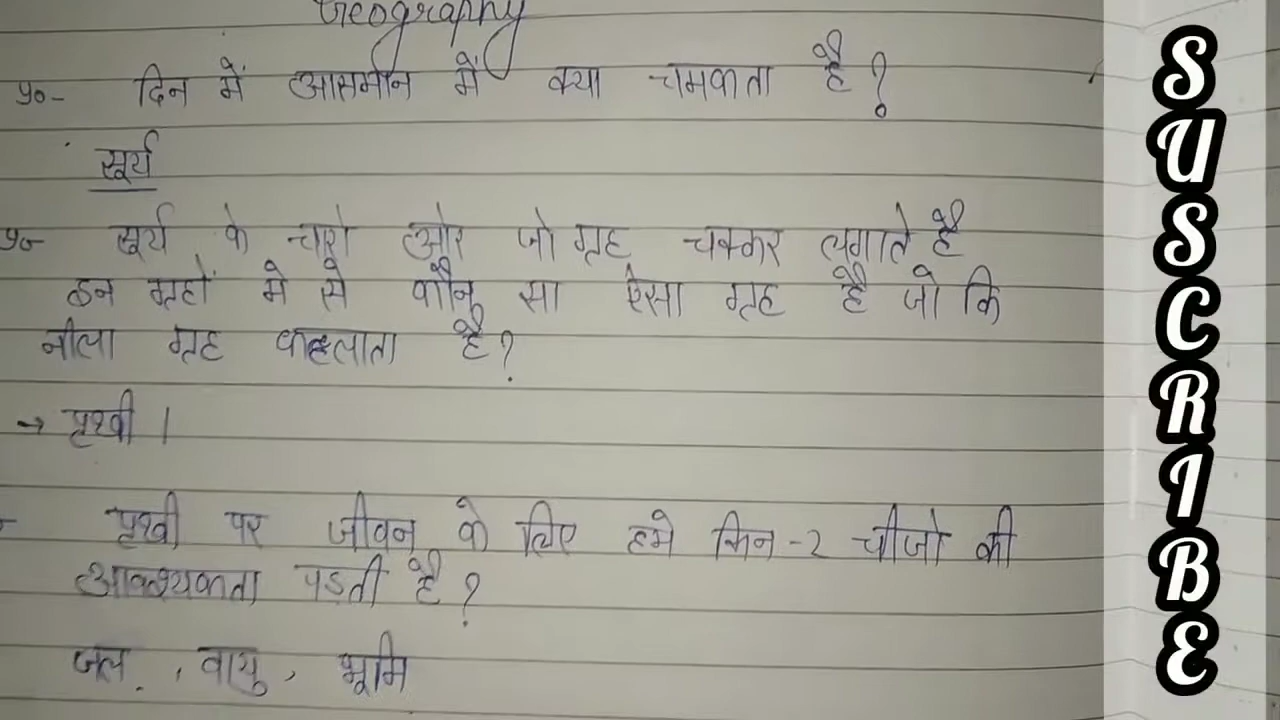 Geography
प्र०- दिन में आसमीन में क्या चमकता है?
सूर्य
प्र०- सूर्य के चारो ओर जो ग्रह चक्कर लगाते है
इन ग्रहों मे से कौन सा ऐसा ग्रह है जो कि
नीला ग्रह कहलाता है?
→ पृथ्वी |
पृथ्वी पर जीवन के लिए हमे किन-2 चीजो की
आवश्यकता पड़ती है?
जल, वायु, भूमि
SUSCRIBE